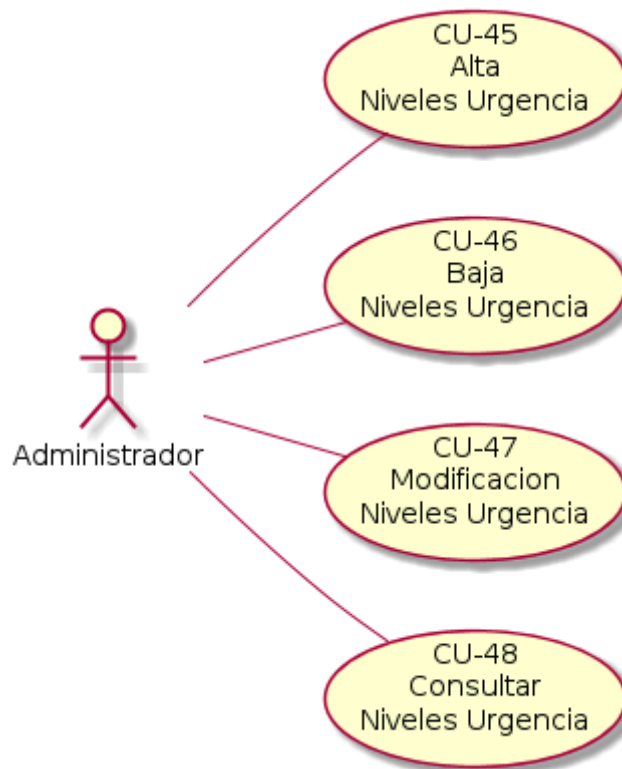 CU-45
Alta
Niveles Urgencia
CU-46
Baja
Niveles Urgencia
Administrador
CU-47
Modificacion
Niveles Urgencia
CU-48
Consultar
Niveles Urgencia